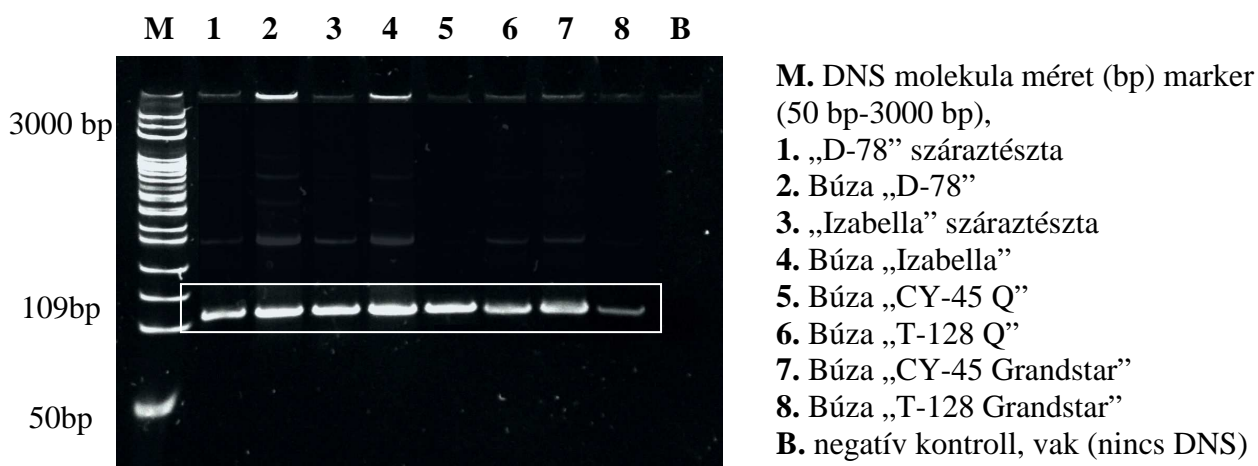 M 1 2 3 4 5 6 7 8 B
3000 bp
109bp
50bp
M. DNS molekula méret (bp) marker
(50 bp-3000 bp),
1. „D-78” száraztészta
2. Búza „D-78”
3. „Izabella” száraztészta
4. Búza „Izabella”
5. Búza „CY-45 Q”
6. Búza „T-128 Q”
7. Búza „CY-45 Grandstar”
8. Búza „T-128 Grandstar”
B. negatív kontroll, vak (nincs DNS)